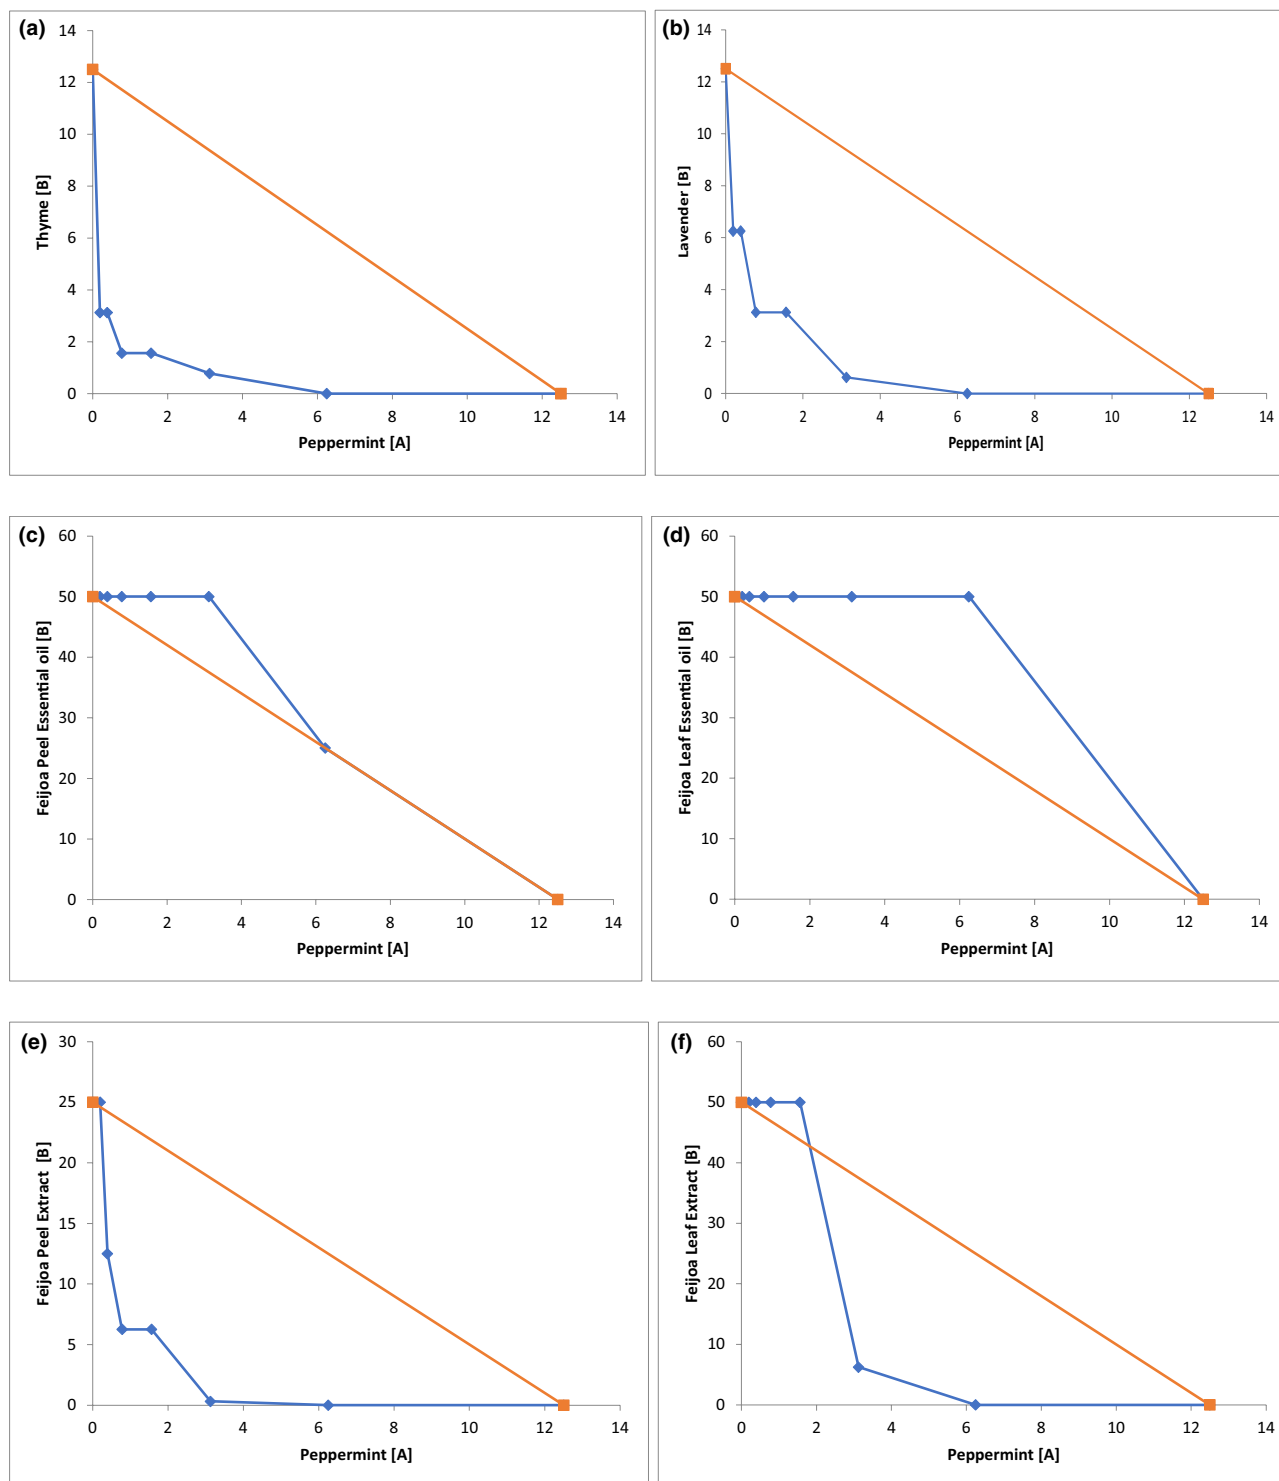 (a)
14
12
10
8
6
4
2
0
Thyme [B]
0 2 4 6 8 10 12 14
Peppermint [A]
(b)
14
12
10
8
6
4
2
0
Lavender [B]
0 2 4 6 8 10 12 14
Peppermint [A]
(c)
60
50
40
30
20
10
0
Feijoa Peel Essential oil [B]
0 2 4 6 8 10 12 14
Peppermint [A]
(d)
60
50
40
30
20
10
0
Feijoa Leaf Essential oil [B]
0 2 4 6 8 10 12 14
Peppermint [A]
(e)
30
25
20
15
10
5
0
Feijoa Peel Extract [B]
0 2 4 6 8 10 12 14
Peppermint [A]
(f)
60
50
40
30
20
10
0
Feijoa Leaf Extract [B]
0 2 4 6 8 10 12 14
Peppermint [A]